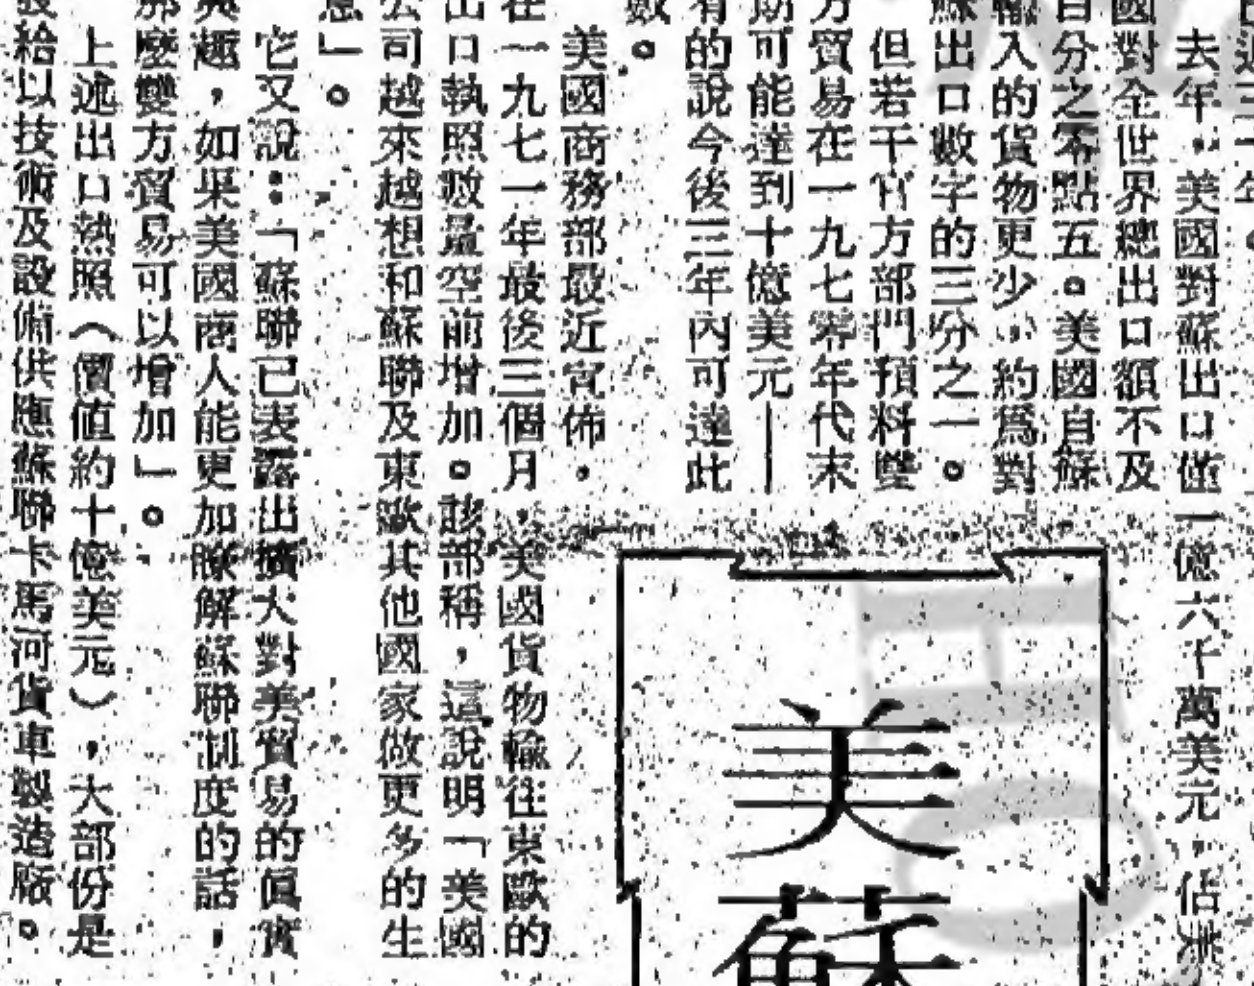 近三十年。
去年,美國對蘇出口僅一億六千萬美元,佔
國對全世界總出口額不及
百分之零點五。美國自蘇
輸入的貨物更少,約爲對
蘇出口數字的三分之一。
但若干官方部門預料雙
方貿易在一九七零年代末
期可能達到十億美元——
有的說今後三年內可達此
數。
美國商務部最近宣佈,
在一九七一年最後三個月,美國貨物輸往東歐的
出口執照數量空前增加。該部稱,這說明「美國
公司越來越想和蘇聯及東歐其他國家做更多的生
意」。
它又說:「蘇聯已表露出擴大對美貿易的眞實
興趣,如果美國商人能更加瞭解蘇聯制度的話,
那麼雙方貿易可以增加」。
上述出口熱照(價值約十億美元),大部份是
發給以技術及設備供應蘇聯卡馬河貨車製造廠。
美蘇